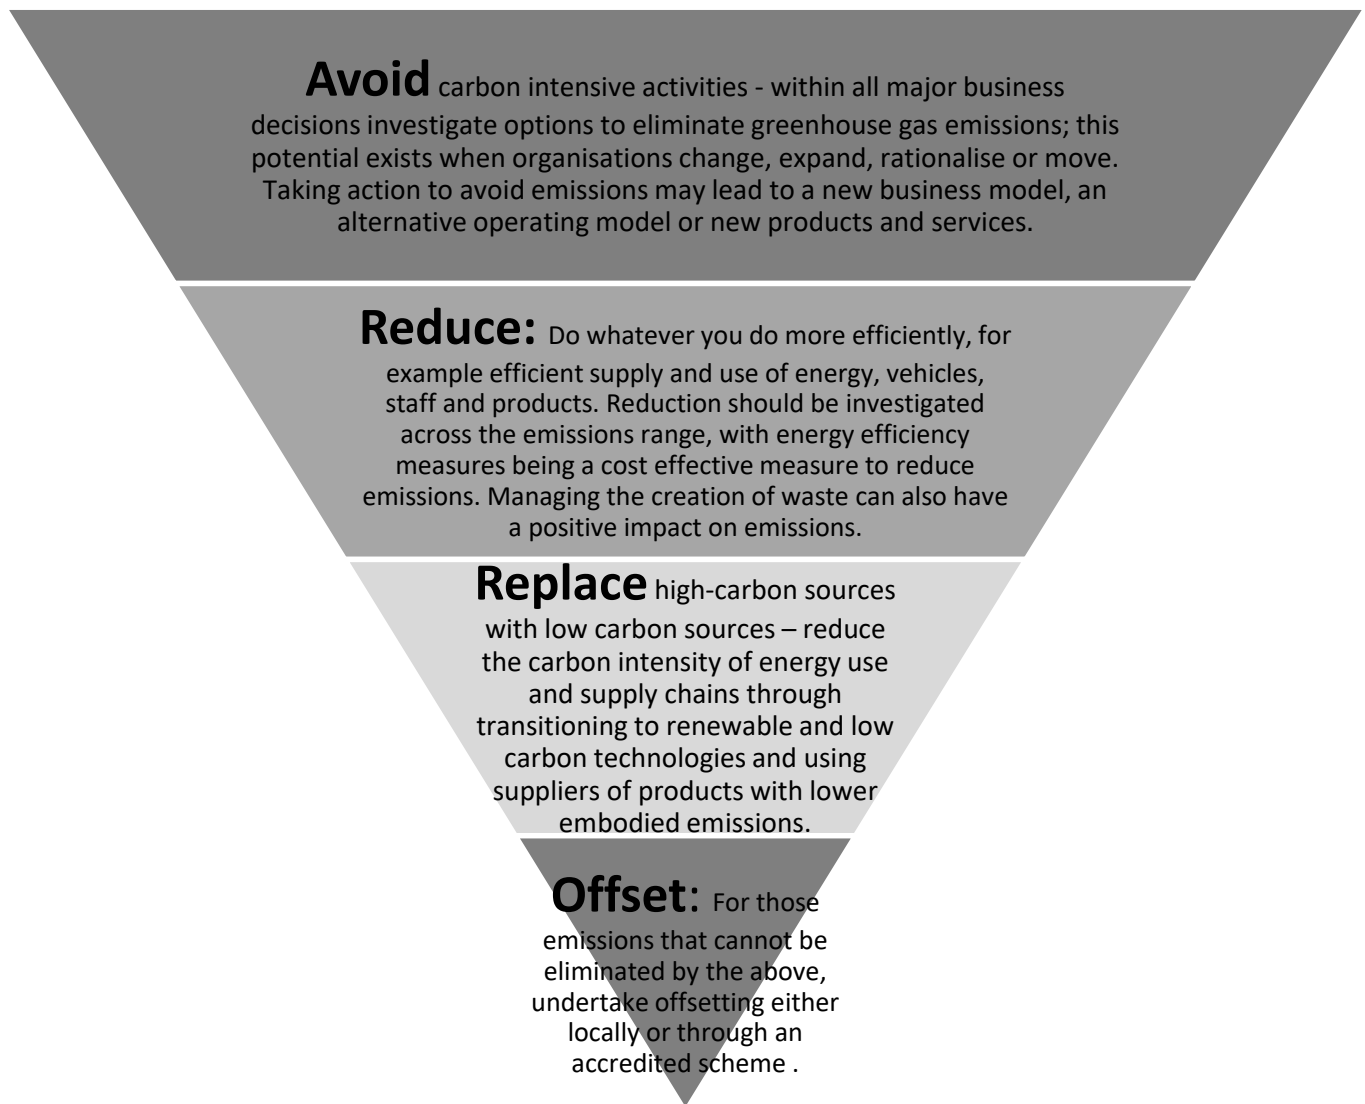 Avoid carbon intensive activities - within all major business
decisions investigate options to eliminate greenhouse gas emissions; this
potential exists when organisations change, expand, rationalise or move.
Taking action to avoid emissions may lead to a new business model, an
alternative operating model or new products and services.
Reduce: Do whatever you do more efficiently, for
example efficient supply and use of energy, vehicles,
staff and products. Reduction should be investigated
across the emissions range, with energy efficiency
measures being a cost effective measure to reduce
emissions. Managing the creation of waste can also have
a positive impact on emissions.
Replace high-carbon sources
with low carbon sources – reduce
the carbon intensity of energy use
and supply chains through
transitioning to renewable and low
carbon technologies and using
suppliers of products with lower
embodied emissions.
Offset: For those
emissions that cannot be
eliminated by the above,
undertake offsetting either
locally or through an
accredited scheme .